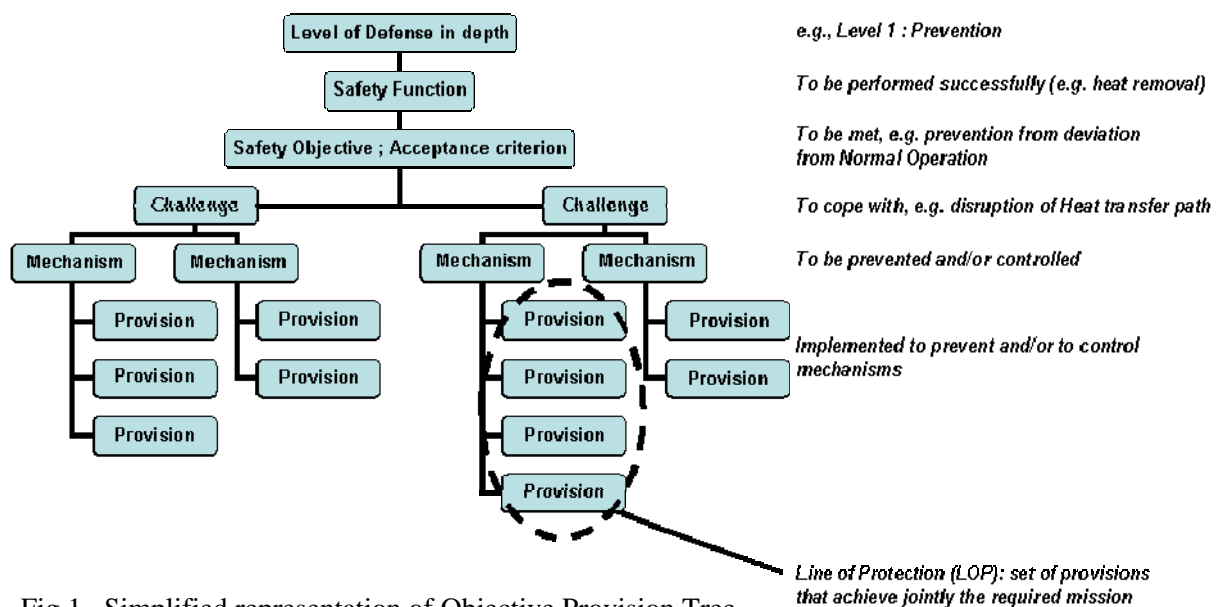 Level of Defense in depth
e.g., Level 1 : Prevention
Safety Function
To be performed successfully (e.g. heat removal)
Safety Objective ; Acceptance criterion
To be met, e.g. prevention from deviation
from Normal Operation
Challenge
Challenge
To cope with, e.g. disruption of Heat transfer path
Mechanism
Mechanism
Mechanism
Mechanism
To be prevented and/or controlled
Provision
Provision
Provision
Provision
Implemented to prevent and/or to control
mechanisms
Provision
Provision
Provision
Provision
Provision
Provision
Provision
Line of Protection (LOP): set of provisions
that achieve jointly the required mission
Fig 1. Simplified representation of Objective Provision Tree